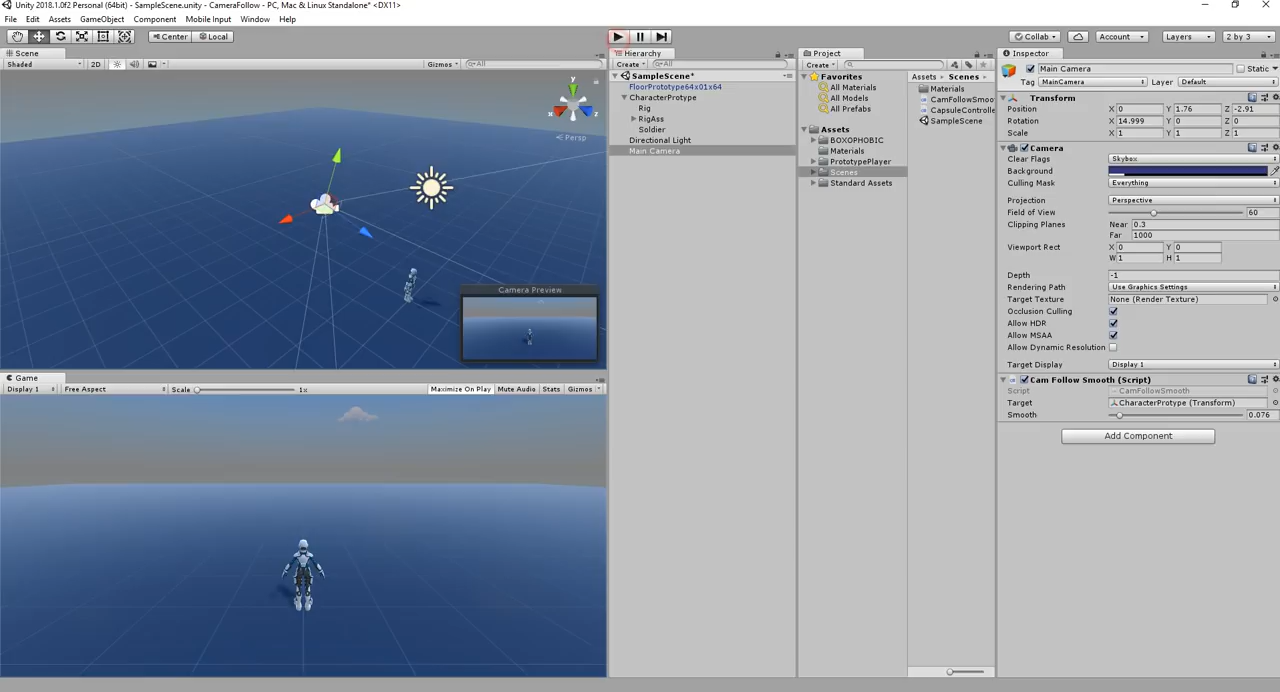 Unity 2018.1.0f2 Personal (64bit) - SampleScene.unity - CameraFollow - PC, Mac & Linux Standalone* <DX11>
File Edit Assets GameObject Component Mobile Input Window Help
Center Local Collab Account Layers 2 by 3
Scene
Shaded 2D Gizmos All
y
x z
Persp
Camera Preview
Game
Display 1 Free Aspect Scale 1x Maximize On Play Mute Audio Stats Gizmos
Hierarchy
Create All
SampleScene*
FloorPrototype64x01x64
CharacterProtype
Rig
RigAss
Soldier
Directional Light
Main Camera
Project
Create
Favorites
All Materials
All Models
All Prefabs
Assets
BOXOPHOBIC
Materials
PrototypePlayer
Scenes
Standard Assets
Assets Scenes
Materials
CamFollowSmoo
CapsuleControlle
SampleScene
Inspector
Main Camera Static
Tag MainCamera Layer Default
Transform
Position X 0 Y 1.76 Z -2.91
Rotation X 14.999 Y 0 Z 0
Scale X 1 Y 1 Z 1
Camera
Clear Flags Skybox
Background
Culling Mask Everything
Projection Perspective
Field of View 60
Clipping Planes Near 0.3
Far 1000
Viewport Rect X 0 Y 0
W 1 H 1
Depth -1
Rendering Path Use Graphics Settings
Target Texture None (Render Texture)
Occlusion Culling
Allow HDR
Allow MSAA
Allow Dynamic Resolution
Target Display Display 1
Cam Follow Smooth (Script)
Script CamFollowSmooth
Target CharacterProtype (Transform)
Smooth 0.076
Add Component